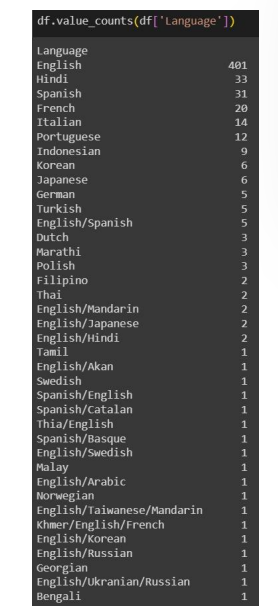 df.value_counts(df['Language'])
Language
English 401
Hindi 33
Spanish 31
French 20
Italian 14
Portuguese 12
Indonesian 9
Korean 6
Japanese 6
German 5
Turkish 5
English/Spanish 5
Dutch 3
Marathi 3
Polish 3
Filipino 2
Thai 2
English/Mandarin 2
English/Japanese 2
English/Hindi 2
Tamil 1
English/Akan 1
Swedish 1
Spanish/English 1
Spanish/Catalan 1
Thia/English 1
Spanish/Basque 1
English/Swedish 1
Malay 1
English/Arabic 1
Norwegian 1
English/Taiwanese/Mandarin 1
Khmer/English/French 1
English/Korean 1
English/Russian 1
Georgian 1
English/Ukranian/Russian 1
Bengali 1